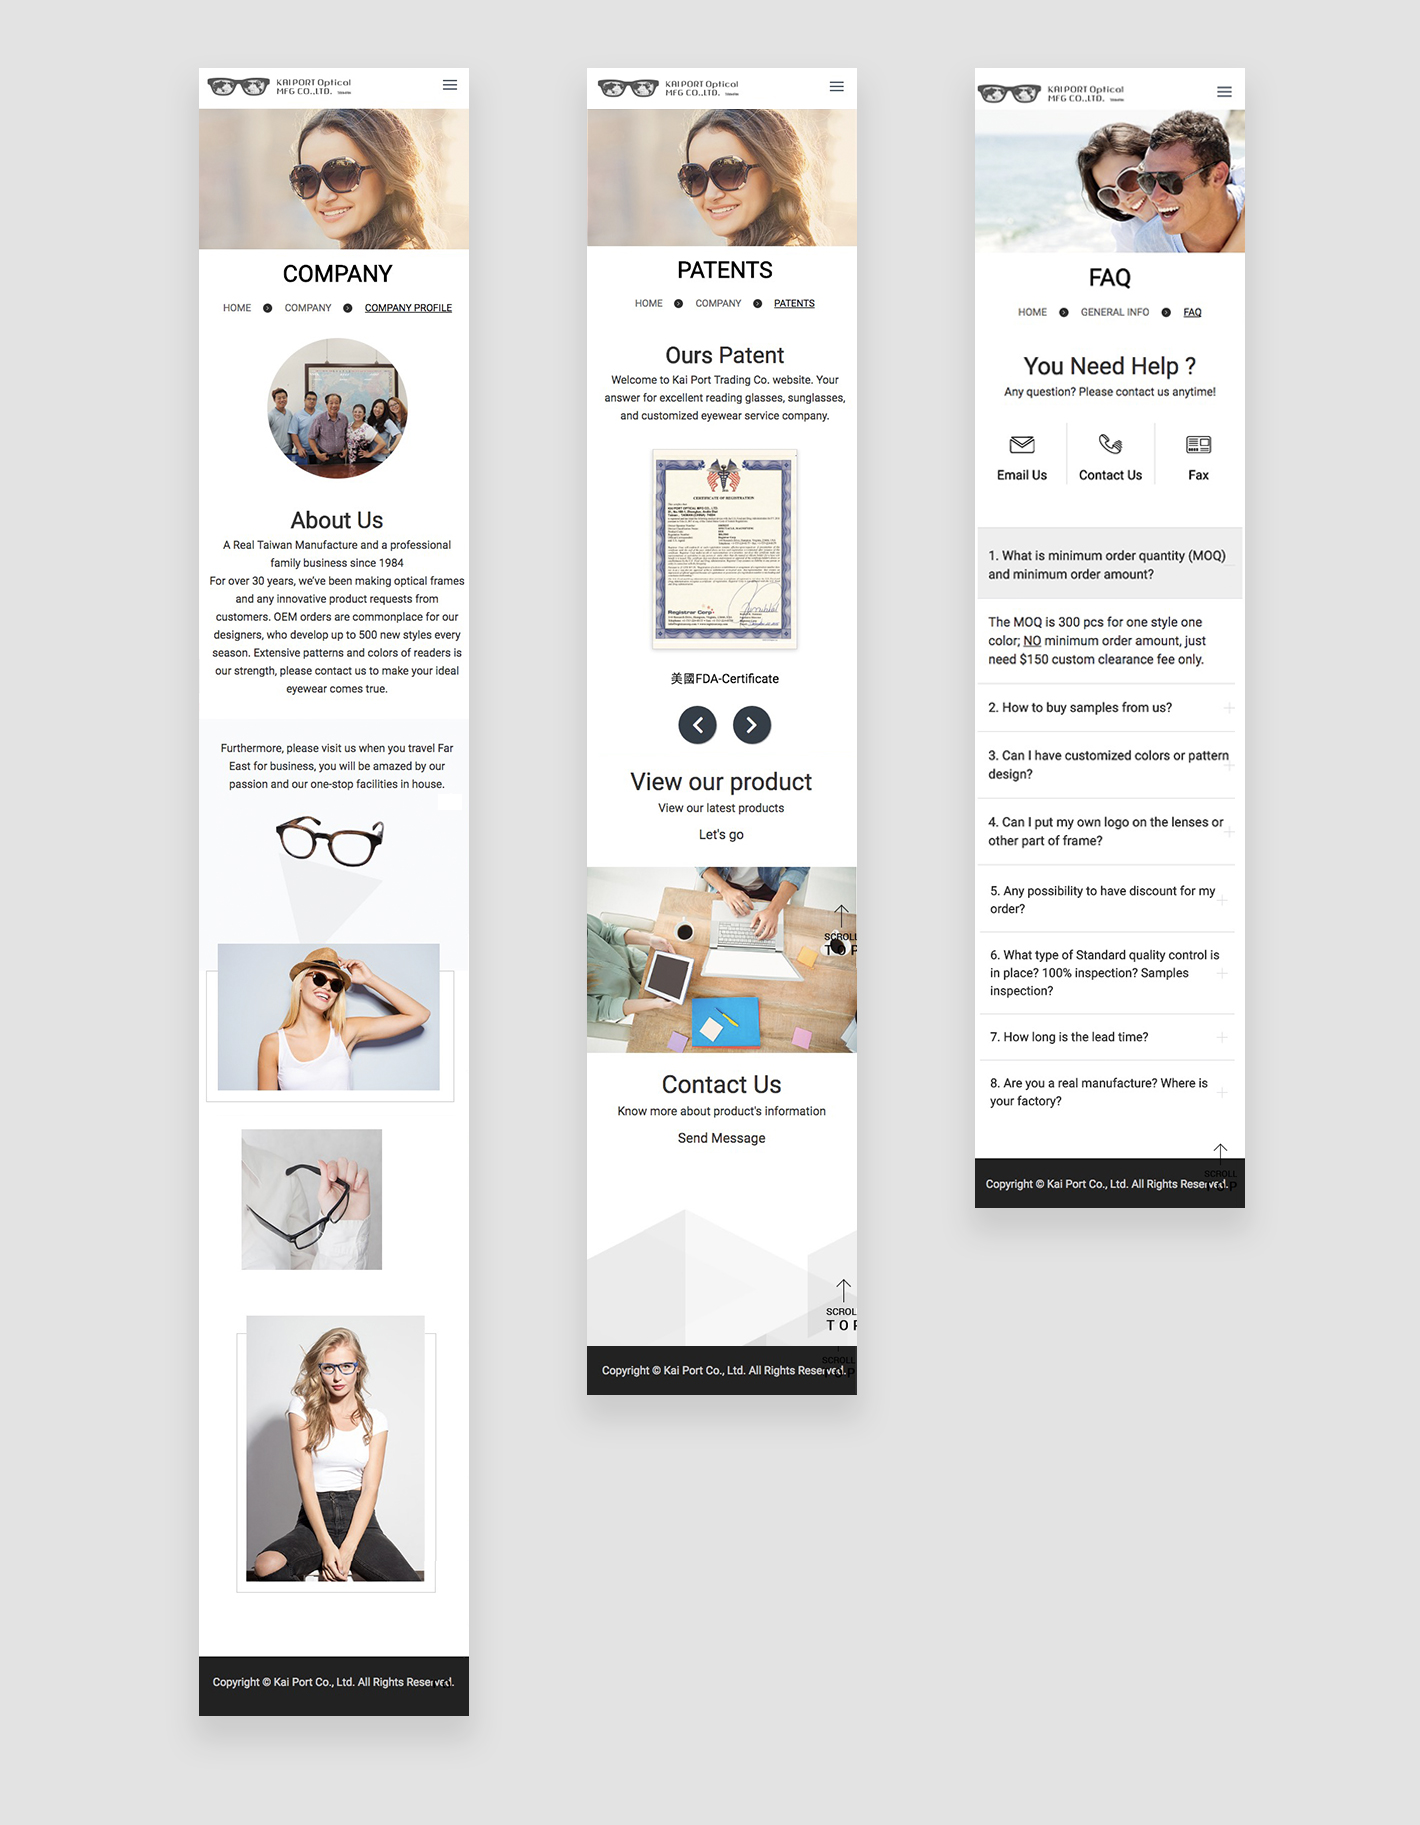 KAI PORT Optical
MFG CO.,LTD.
COMPANY
HOME COMPANY COMPANY PROFILE
About Us
A Real Taiwan Manufacture and a professional
family business since 1984
For over 30 years, we've been making optical frames
and any innovative product requests from
customers. OEM orders are commonplace for our
designers, who develop up to 500 new styles every
season. Extensive patterns and colors of readers is
our strength, please contact us to make your ideal
eyewear comes true.
Furthermore, please visit us when you travel Far
East for business, you will be amazed by our
passion and our one-stop facilities in house.
Copyright © Kai Port Co., Ltd. All Rights Reserved.
KAI PORT Optical
MFG CO.,LTD.
PATENTS
HOME COMPANY PATENTS
Ours Patent
Welcome to Kai Port Trading Co. website. Your
answer for excellent reading glasses, sunglasses,
and customized eyewear service company.
CERTIFICATE OF REGISTRATION
Registrar Corp
美國FDA-Certificate
View our product
View our latest products
Let's go
SCROLL
TOP
Contact Us
Know more about product's information
Send Message
SCROLL
TOP
SCROLL
TOP
Copyright © Kai Port Co., Ltd. All Rights Reserved.
KAI PORT Optical
MFG CO.,LTD.
FAQ
HOME GENERAL INFO FAQ
You Need Help ?
Any question? Please contact us anytime!
Email Us Contact Us Fax
1. What is minimum order quantity (MOQ)
and minimum order amount?
The MOQ is 300 pcs for one style one
color; NO minimum order amount, just
need $150 custom clearance fee only.
2. How to buy samples from us?
3. Can I have customized colors or pattern
design?
4. Can I put my own logo on the lenses or
other part of frame?
5. Any possibility to have discount for my
order?
6. What type of Standard quality control is
in place? 100% inspection? Samples
inspection?
7. How long is the lead time?
8. Are you a real manufacture? Where is
your factory?
SCROLL
TOP
Copyright © Kai Port Co., Ltd. All Rights Reserved.